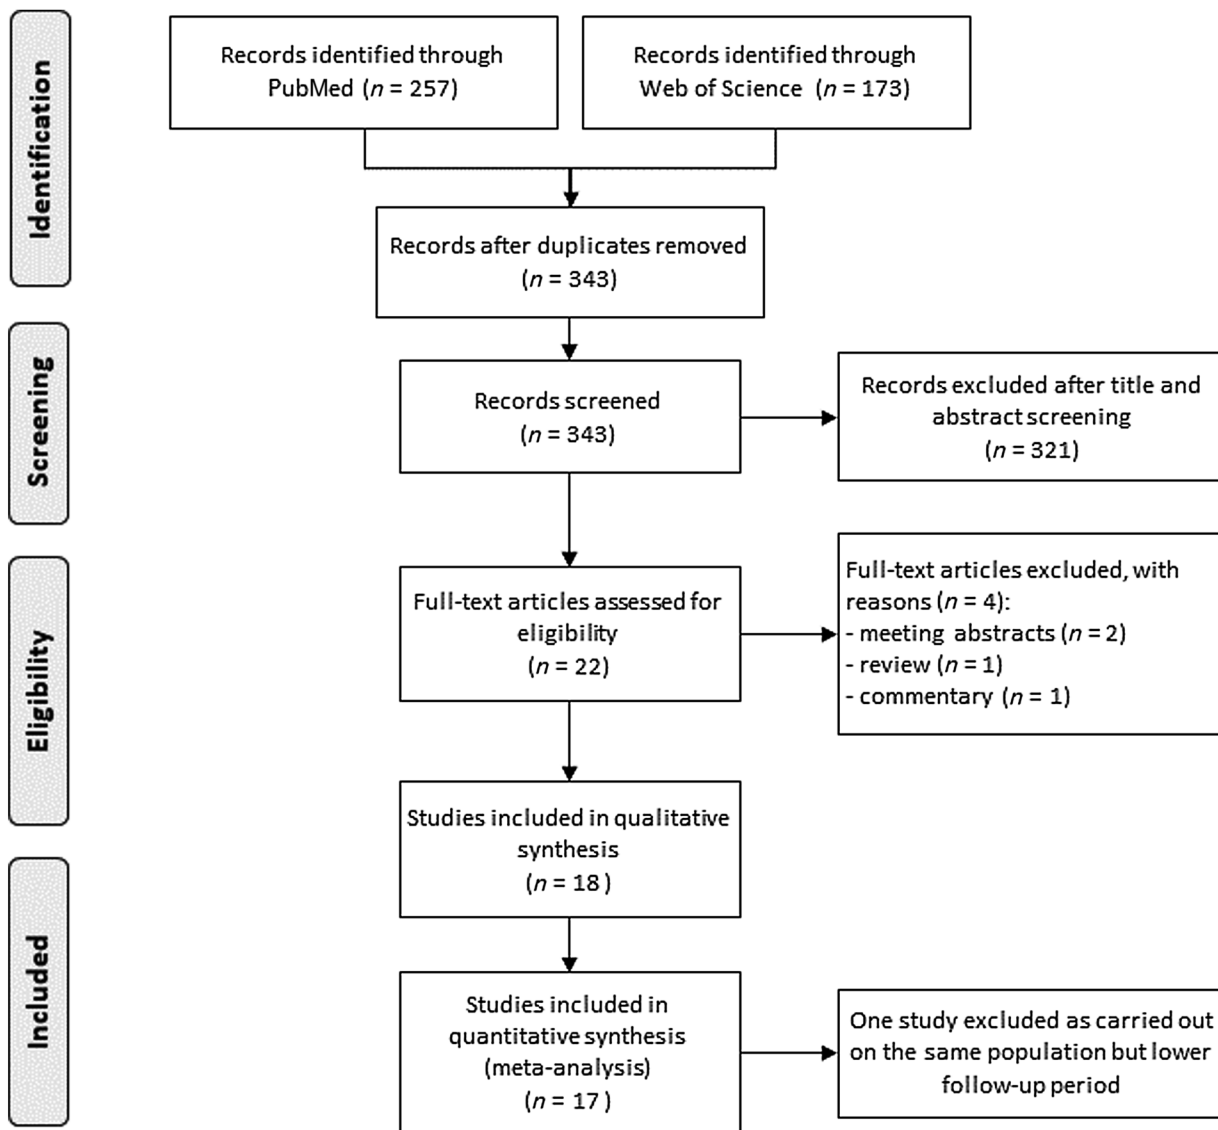 Identification
Records identified through
PubMed (n = 257)
Records identified through
Web of Science (n = 173)
Records after duplicates removed
(n = 343)
Screening
Records screened
(n = 343)
Records excluded after title and
abstract screening
(n = 321)
Eligibility
Full-text articles assessed for
eligibility
(n = 22)
Full-text articles excluded, with
reasons (n = 4):
- meeting abstracts (n = 2)
- review (n = 1)
- commentary (n = 1)
Studies included in qualitative
synthesis
(n = 18 )
Included
Studies included in
quantitative synthesis
(meta-analysis)
(n = 17 )
One study excluded as carried out
on the same population but lower
follow-up period